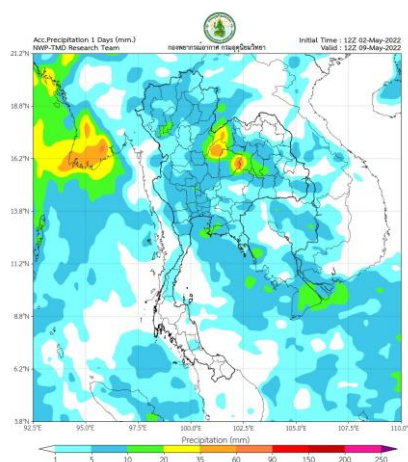 Acc.Precipitation 1 Days (mm.)
NWP-TMD Research Team
กองพยากรณ์อากาศ กรมอุตุนิยมวิทยา
Initial Time : 12Z 02-May-2022
Valid : 12Z 09-May-2022
21.2°N
18.8°N
16.2°N
13.8°N
11.2°N
8.8°N
6.2°N
3.8°N
92.5°E 95.0°E 97.5°E 100.0°E 102.5°E 105.0°E 107.5°E 110.0°E
Precipitation (mm)
1 5 10 20 35 60 90 150 200 250